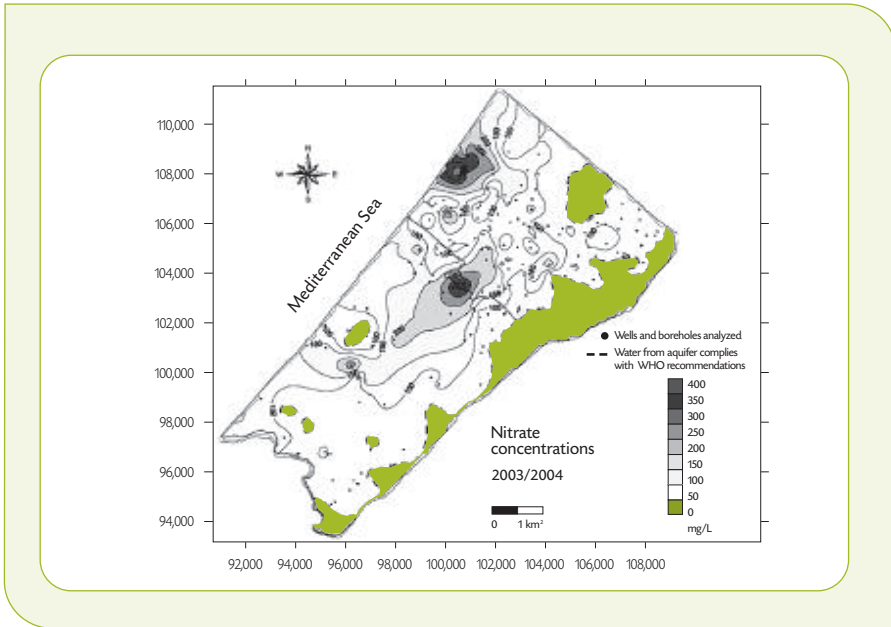 110,000
108,000
106,000
104,000
102,000
100,000
98,000
96,000
94,000
N
W
E
S
Mediterranean Sea
Wells and boreholes analyzed
Water from aquifer complies
with WHO recommendations
400
350
300
250
200
150
100
50
0
mg/L
Nitrate
concentrations
2003/2004
0 1 km²
92,000 94,000 96,000 98,000 100,000 102,000 104,000 106,000 108,000